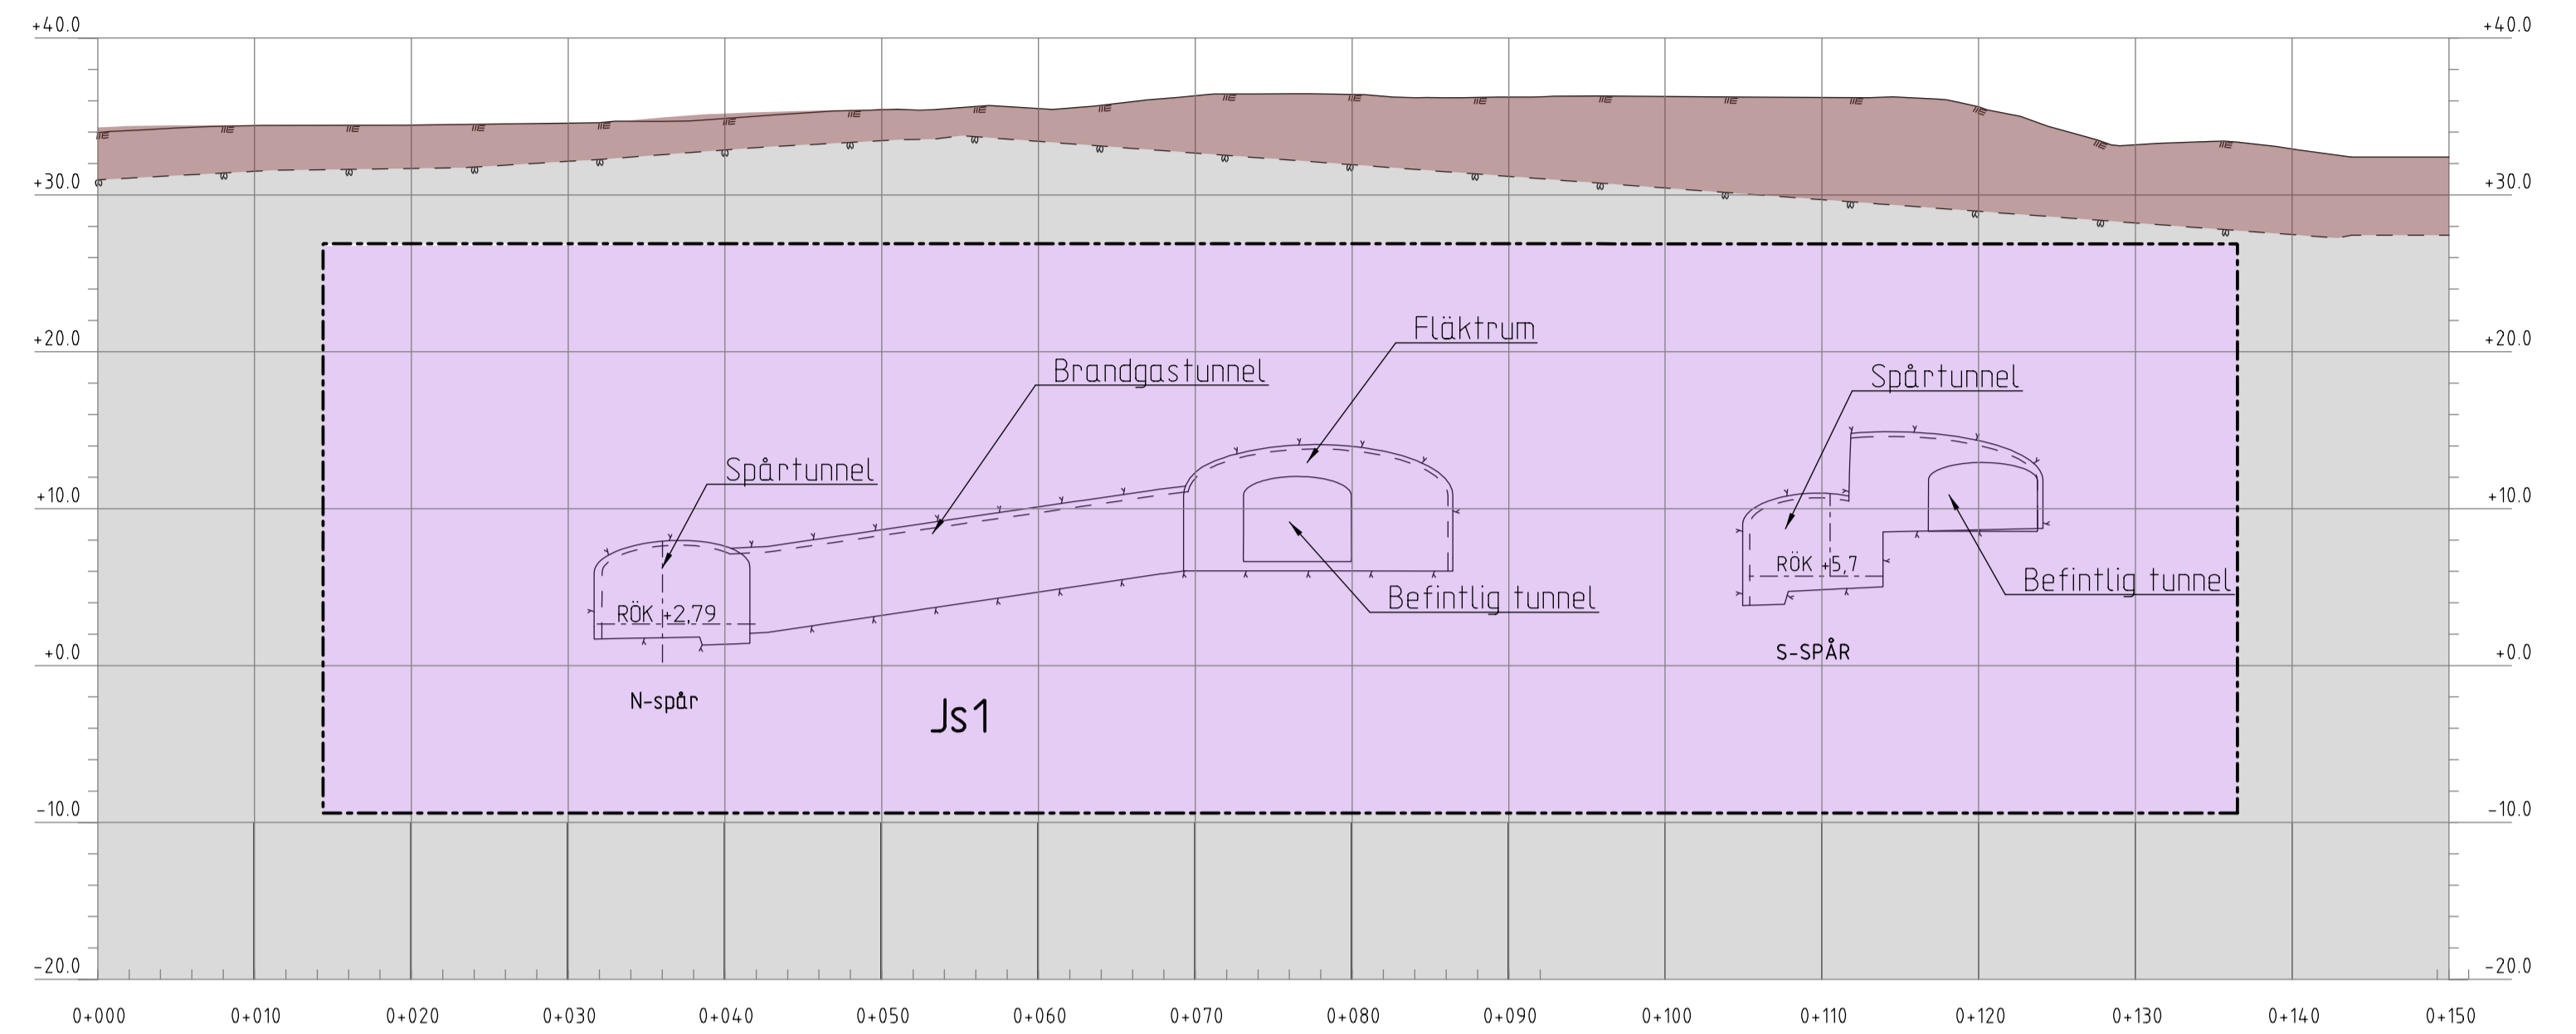 +40.0
+40.0
+30.0
+30.0
+20.0
+20.0
Fläktrum
Brandgastunnel
Spårtunnel
Spårtunnel
+10.0
+10.0
RÖK +5,7
Befintlig tunnel
Befintlig tunnel
RÖK +2,79
+0.0
S-SPÅR
+0.0
N-spår
Js1
-10.0
-10.0
-20.0
-20.0
0+000 0+010 0+020 0+030 0+040 0+050 0+060 0+070 0+080 0+090 0+100 0+110 0+120 0+130 0+140 0+150